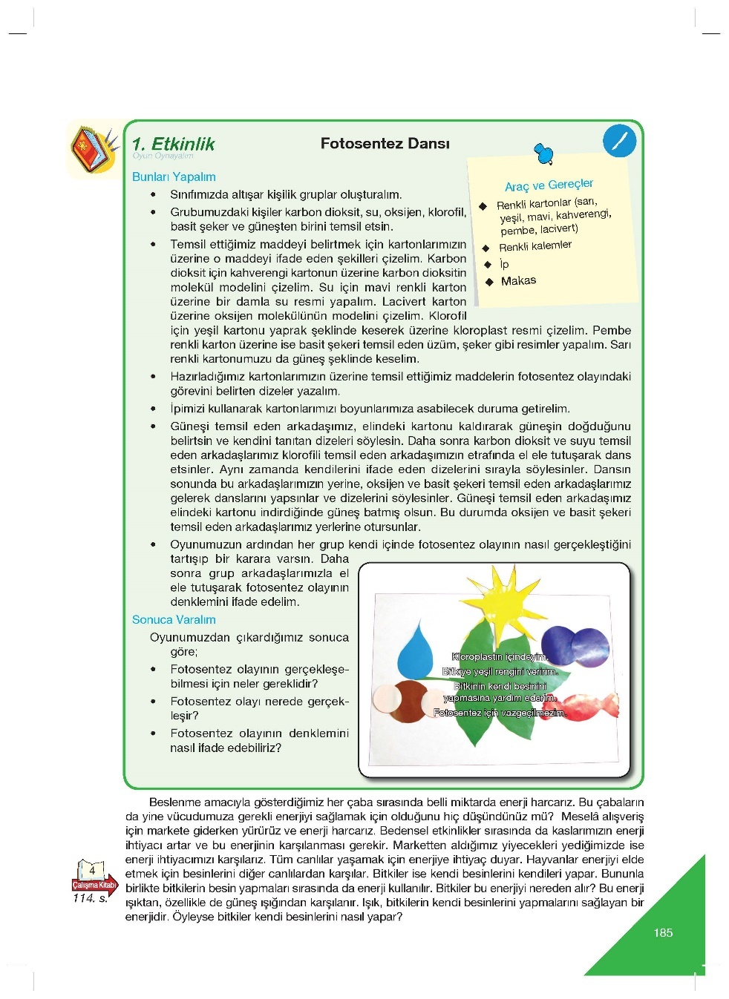 1. Etkinlik
Oyun Oynayalım
Fotosentez Dansı
Bunları Yapalım
• Sınıfımızda altışar kişilik gruplar oluşturalım.
• Grubumuzdaki kişiler karbon dioksit, su, oksijen, klorofil,
basit şeker ve güneşten birini temsil etsin.
• Temsil ettiğimiz maddeyi belirtmek için kartonlarımızın
üzerine o maddeyi ifade eden şekilleri çizelim. Karbon
dioksit için kahverengi kartonun üzerine karbon dioksitin
molekül modelini çizelim. Su için mavi renkli karton
üzerine bir damla su resmi yapalım. Lacivert karton
üzerine oksijen molekülünün modelini çizelim. Klorofil
için yeşil kartonu yaprak şeklinde keserek üzerine kloroplast resmi çizelim. Pembe
renkli karton üzerine ise basit şekeri temsil eden üzüm, şeker gibi resimler yapalım. Sarı
renkli kartonumuzu da güneş şeklinde keselim.
Araç ve Gereçler
◆ Renkli kartonlar (sarı,
yeşil, mavi, kahverengi,
pembe, lacivert)
◆ Renkli kalemler
◆ İp
◆ Makas
• Hazırladığımız kartonlarımızın üzerine temsil ettiğimiz maddelerin fotosentez olayındaki
görevini belirten dizeler yazalım.
• İpimizi kullanarak kartonlarımızı boyunlarımıza asabilecek duruma getirelim.
• Güneşi temsil eden arkadaşımız, elindeki kartonu kaldırarak güneşin doğduğunu
belirtsin ve kendini tanıtan dizeleri söylesin. Daha sonra karbon dioksit ve suyu temsil
eden arkadaşlarımız klorofili temsil eden arkadaşımızın etrafında el ele tutuşarak dans
etsinler. Aynı zamanda kendilerini ifade eden dizelerini sırayla söylesinler. Dansın
sonunda bu arkadaşlarımızın yerine, oksijen ve basit şekeri temsil eden arkadaşlarımız
gelerek danslarını yapsınlar ve dizelerini söylesinler. Güneşi temsil eden arkadaşımız
elindeki kartonu indirdiğinde güneş batmış olsun. Bu durumda oksijen ve basit şekeri
temsil eden arkadaşlarımız yerlerine otursunlar.
• Oyunumuzun ardından her grup kendi içinde fotosentez olayının nasıl gerçekleştiğini
tartışıp bir karara varsın. Daha
sonra grup arkadaşlarımızla el
ele tutuşarak fotosentez olayının
denklemini ifade edelim.
Sonuca Varalım
Oyunumuzdan çıkardığımız sonuca
göre;
• Fotosentez olayının gerçekleşe-
bilmesi için neler gereklidir?
• Fotosentez olayı nerede gerçek-
leşir?
• Fotosentez olayının denklemini
nasıl ifade edebiliriz?
Kloroplastın içindeyim.
Bitkiye yeşil rengini veririm.
Bitkinin kendi besinini
yapmasına yardım ederim.
Fotosentez için vazgeçilmezim.
Beslenme amacıyla gösterdiğimiz her çaba sırasında belli miktarda enerji harcarız. Bu çabaların
da yine vücudumuza gerekli enerjiyi sağlamak için olduğunu hiç düşündünüz mü? Meselâ alışveriş
için markete giderken yürürüz ve enerji harcarız. Bedensel etkinlikler sırasında da kaslarımızın enerji
ihtiyacı artar ve bu enerjinin karşılanması gerekir. Marketten aldığımız yiyecekleri yediğimizde ise
enerji ihtiyacımızı karşılarız. Tüm canlılar yaşamak için enerjiye ihtiyaç duyar. Hayvanlar enerjiyi elde
etmek için besinlerini diğer canlılardan karşılar. Bitkiler ise kendi besinlerini kendileri yapar. Bununla
birlikte bitkilerin besin yapmaları sırasında da enerji kullanılır. Bitkiler bu enerjiyi nereden alır? Bu enerji
ışıktan, özellikle de güneş ışığından karşılanır. Işık, bitkilerin kendi besinlerini yapmalarını sağlayan bir
enerjidir. Öyleyse bitkiler kendi besinlerini nasıl yapar?
4
Çalışma Kitabı
114. s.
185